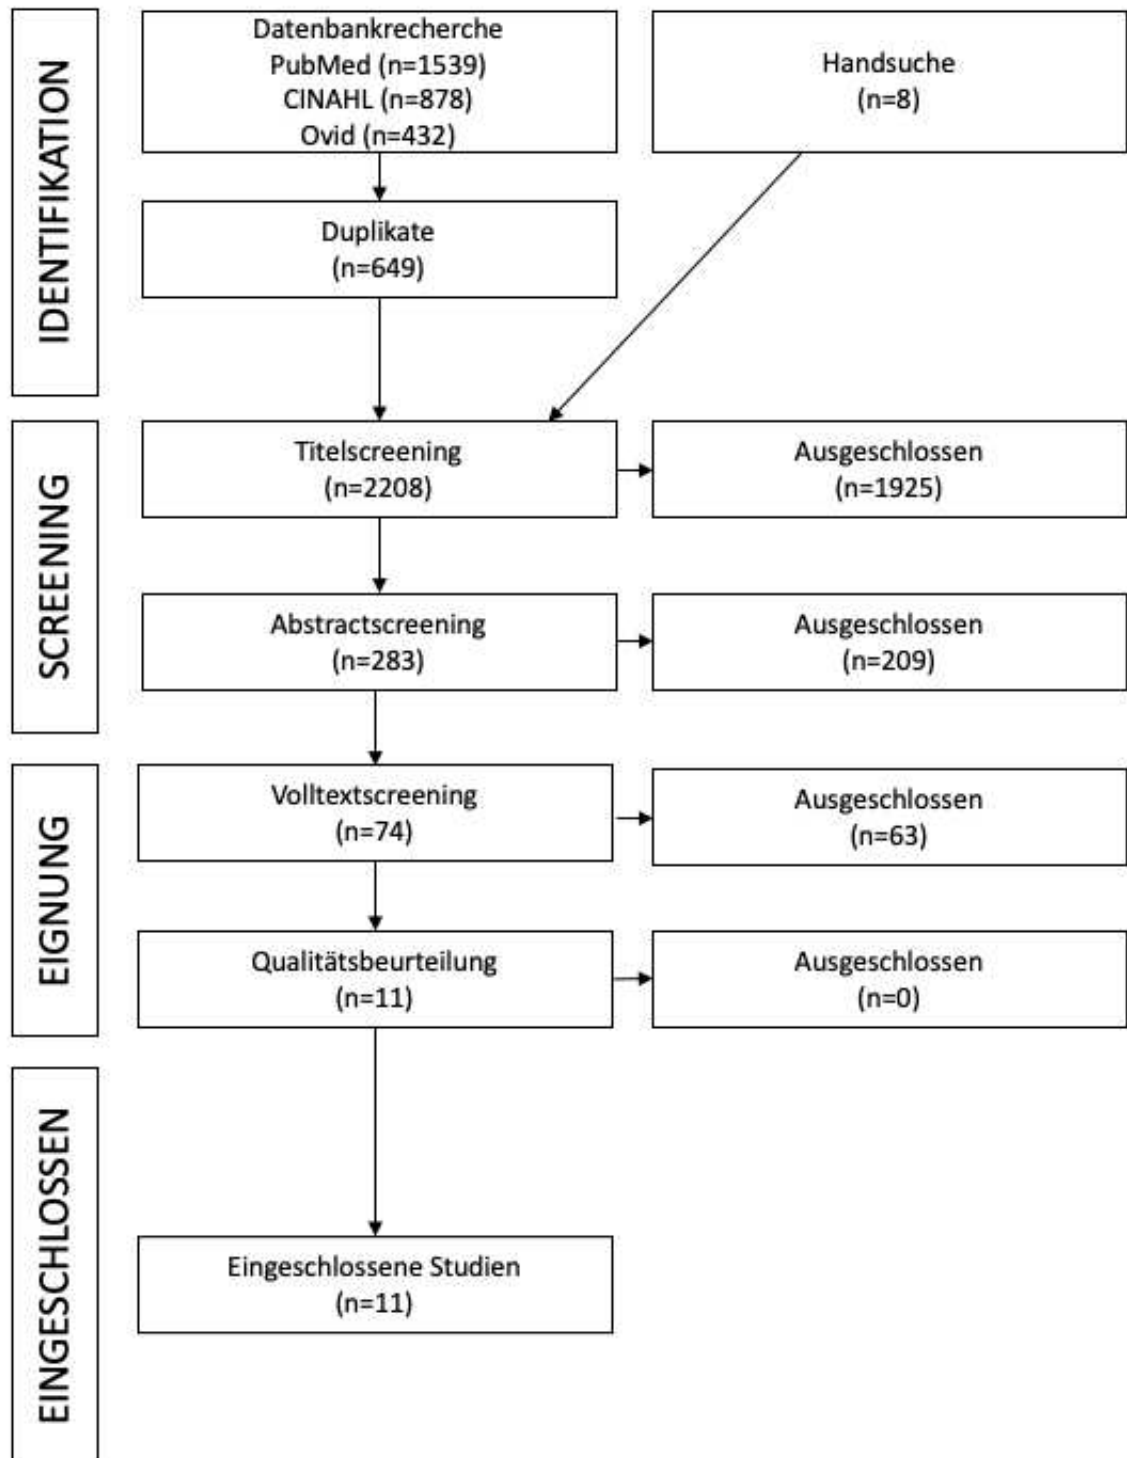 IDENTIFIKATION
Datenbankrecherche
PubMed (n=1539)
CINAHL (n=878)
Ovid (n=432)
Handsuche
(n=8)
Duplikate
(n=649)
SCREENING
Titelscreening
(n=2208)
Ausgeschlossen
(n=1925)
Abstractscreening
(n=283)
Ausgeschlossen
(n=209)
EIGNUNG
Volltextscreening
(n=74)
Ausgeschlossen
(n=63)
Qualitätsbeurteilung
(n=11)
Ausgeschlossen
(n=0)
EINGESCHLOSSEN
Eingeschlossene Studien
(n=11)